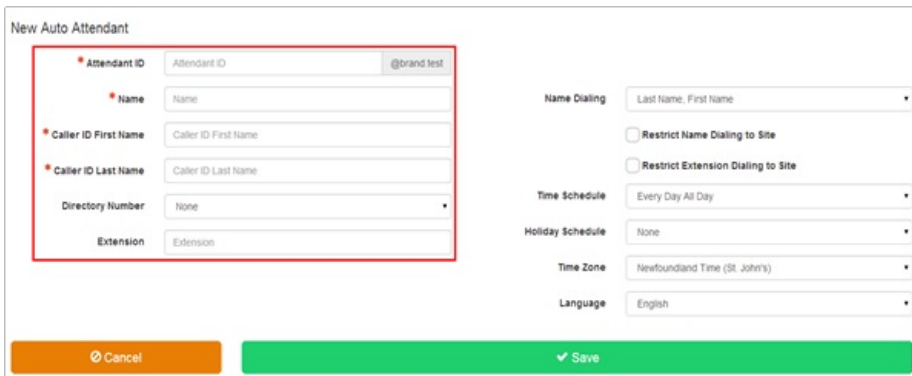 New Auto Attendant
* Attendant ID Attendant ID @brand.test
* Name Name
* Caller ID First Name Caller ID First Name
* Caller ID Last Name Caller ID Last Name
Directory Number None
Extension Extension
Name Dialing Last Name, First Name
Restrict Name Dialing to Site
Restrict Extension Dialing to Site
Time Schedule Every Day All Day
Holiday Schedule None
Time Zone Newfoundland Time (St. John's)
Language English
Cancel
Save